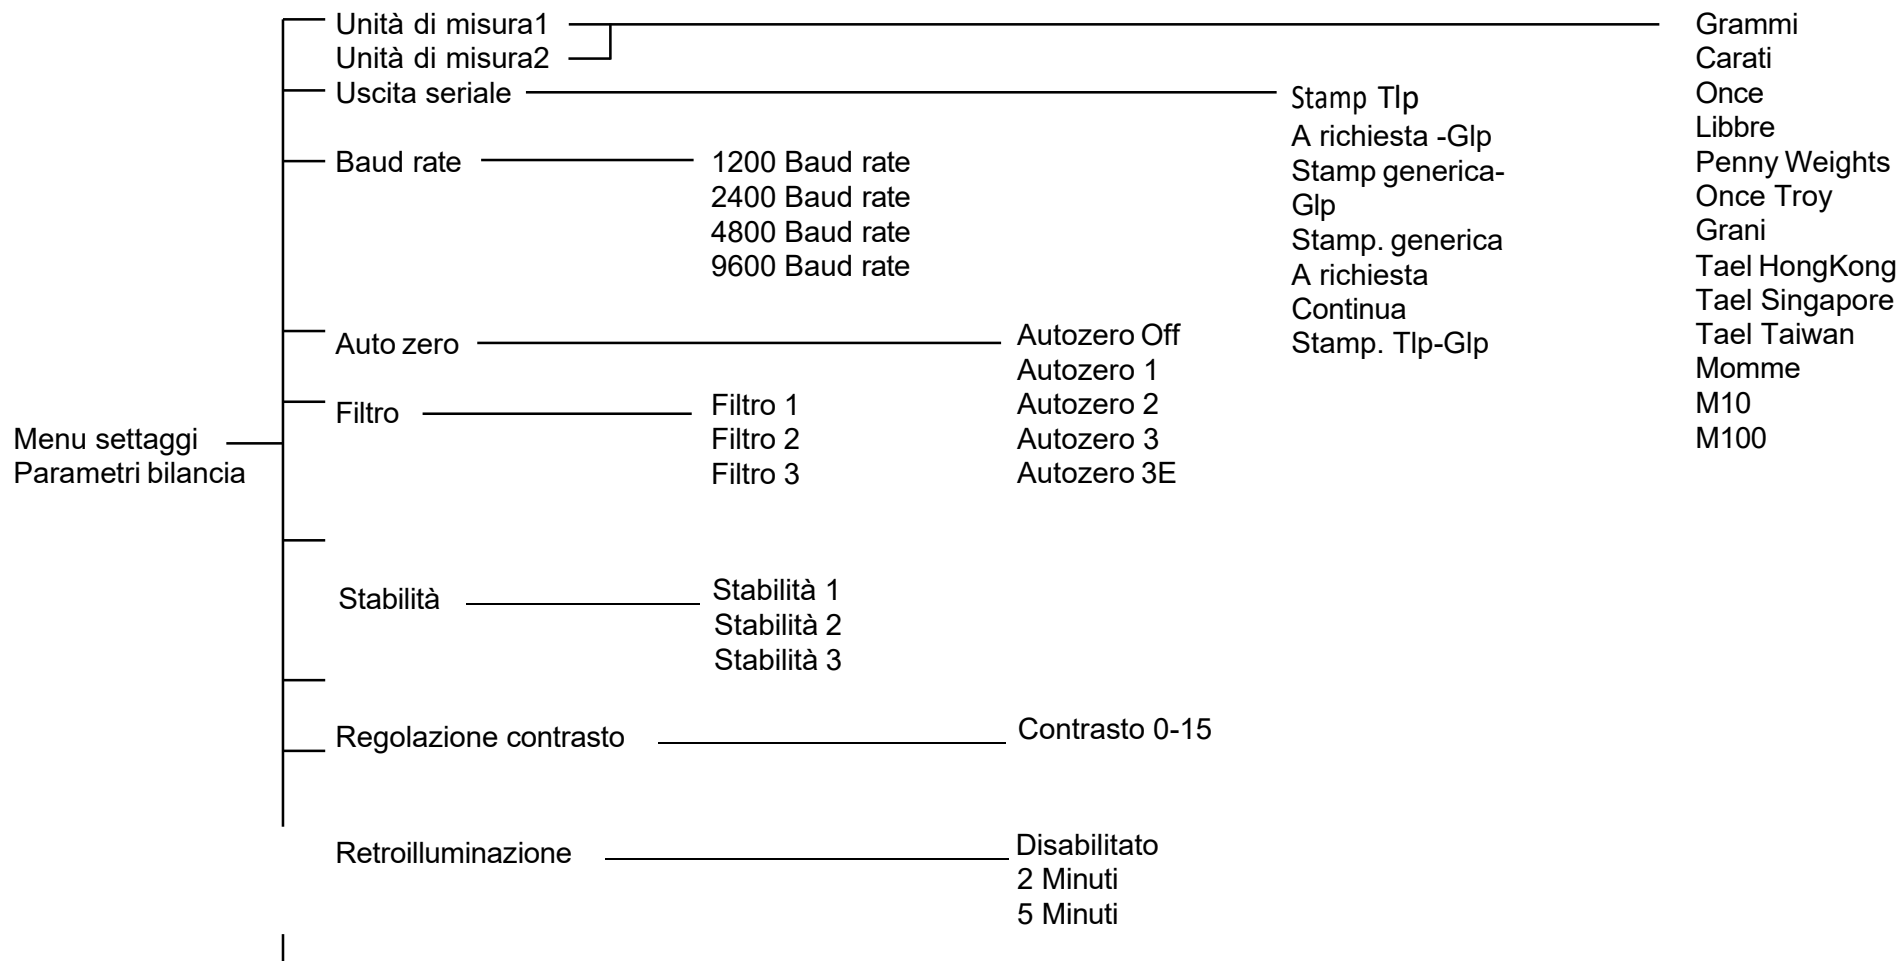 Unità di misura1
Unità di misura2
Uscita seriale
Baud rate
Auto zero
Filtro
Menu settaggi
Parametri bilancia
Stabilità
Regolazione contrasto
Retroilluminazione
1200 Baud rate
2400 Baud rate
4800 Baud rate
9600 Baud rate
Filtro 1
Filtro 2
Filtro 3
Stabilità 1
Stabilità 2
Stabilità 3
Autozero Off
Autozero 1
Autozero 2
Autozero 3
Autozero 3E
Contrasto 0-15
Disabilitato
2 Minuti
5 Minuti
Stamp Tlp
A richiesta -Glp
Stamp generica-
Glp
Stamp. generica
A richiesta
Continua
Stamp. Tlp-Glp
Grammi
Carati
Once
Libbre
Penny Weights
Once Troy
Grani
Tael HongKong
Tael Singapore
Tael Taiwan
Momme
M10
M100